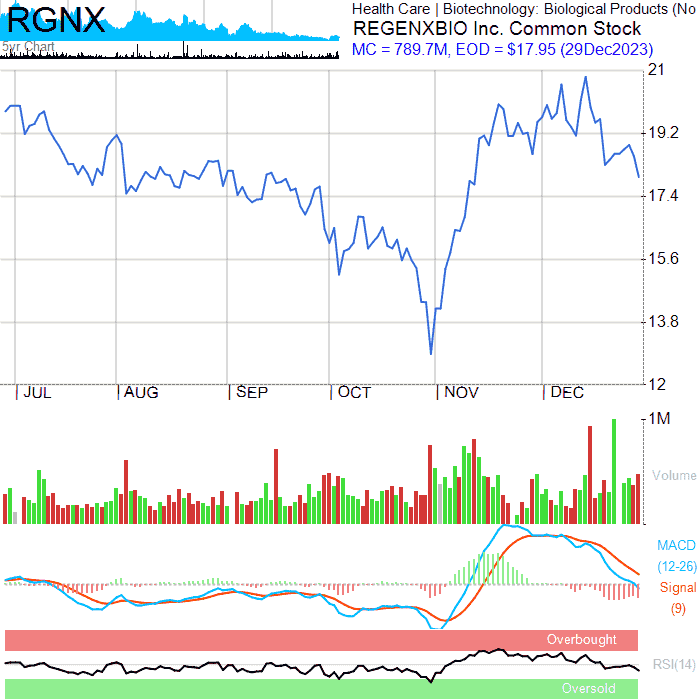 RGNX
5yr Chart
Health Care | Biotechnology: Biological Products (No
REGENXBIO Inc. Common Stock
MC = 789.7M, EOD = $17.95 (29Dec2023)
21
19.2
17.4
15.6
13.8
12
JUL AUG SEP OCT NOV DEC
1M
Volume
MACD
(12-26)
Signal
(9)
Overbought
RSI(14)
Oversold